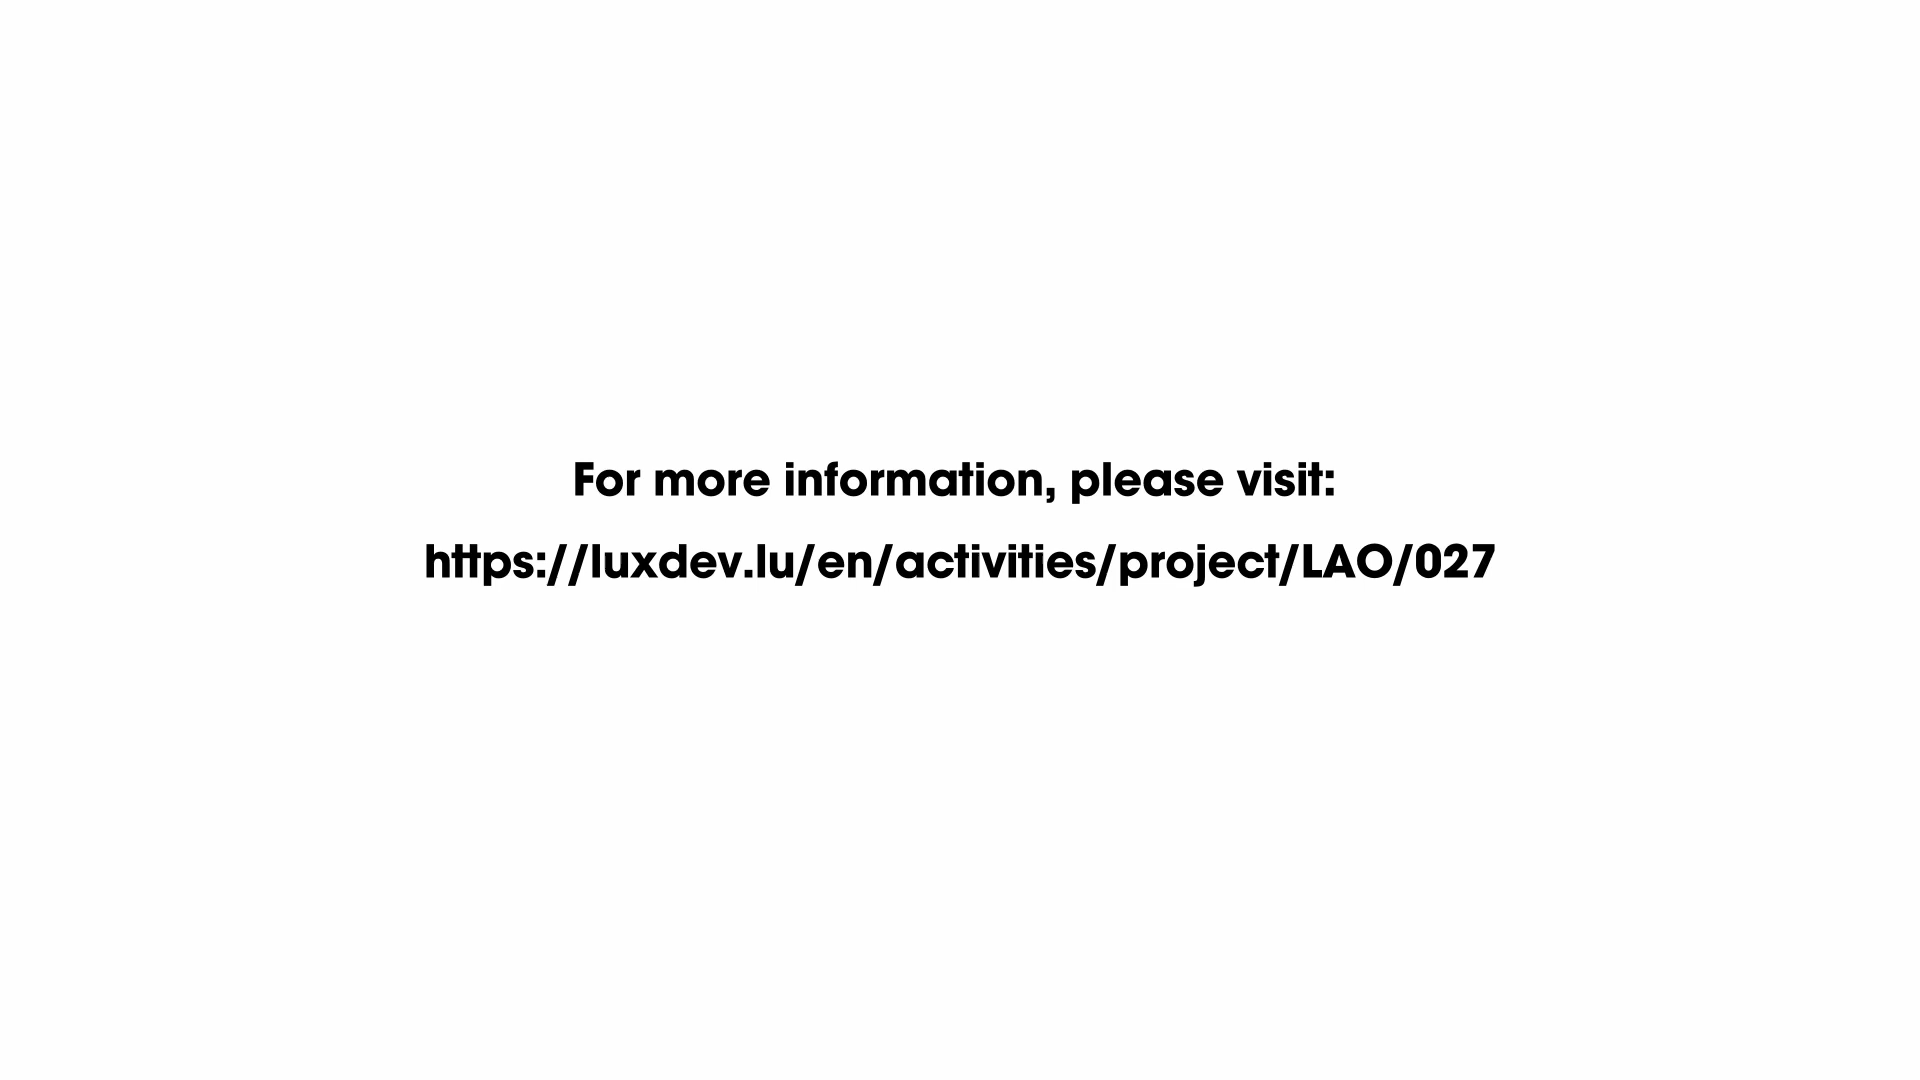 For more information, please visit:
https://luxdev.lu/en/activities/project/LAO/027